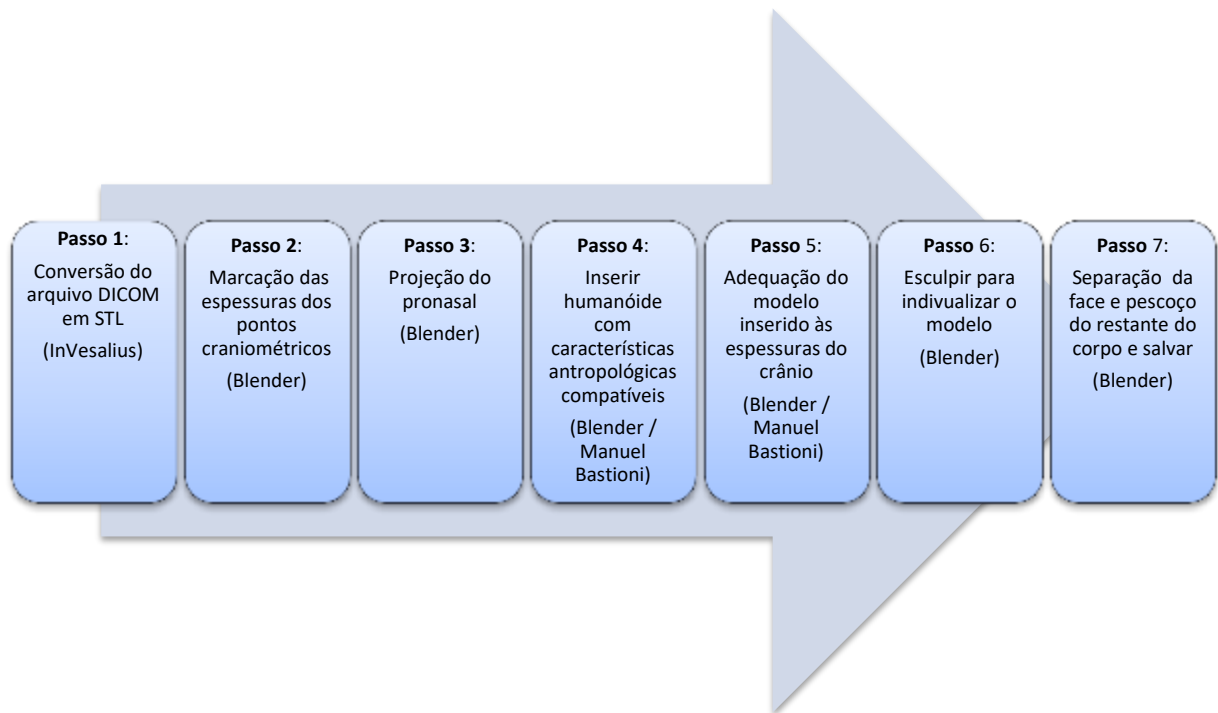 Passo 1:
Conversão do
arquivo DICOM
em STL
(InVesalius)
Passo 2:
Marcação das
espessuras dos
pontos
craniométricos
(Blender)
Passo 3:
Projeção do
pronasal
(Blender)
Passo 4:
Inserir
humanóide
com
características
antropológicas
compatíveis
(Blender /
Manuel
Bastioni)
Passo 5:
Adequação do
modelo
inserido às
espessuras do
crânio
(Blender /
Manuel
Bastioni)
Passo 6:
Esculpir para
indivualizar o
modelo
(Blender)
Passo 7:
Separação da
face e pescoço
do restante do
corpo e salvar
(Blender)